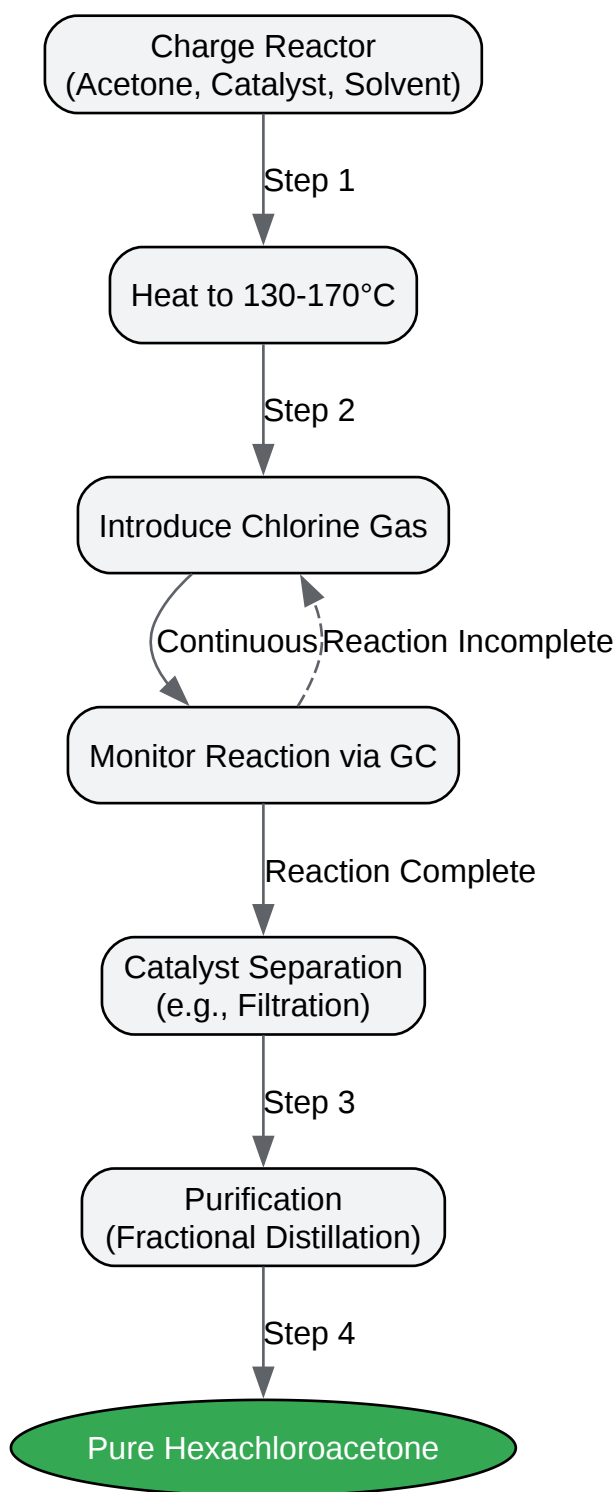 Charge Reactor
(Acetone, Catalyst, Solvent)
Step 1
Heat to 130-170°C
Step 2
Introduce Chlorine Gas
Continuous
Reaction Incomplete
Monitor Reaction via GC
Reaction Complete
Catalyst Separation
(e.g., Filtration)
Step 3
Purification
(Fractional Distillation)
Step 4
Pure Hexachloroacetone